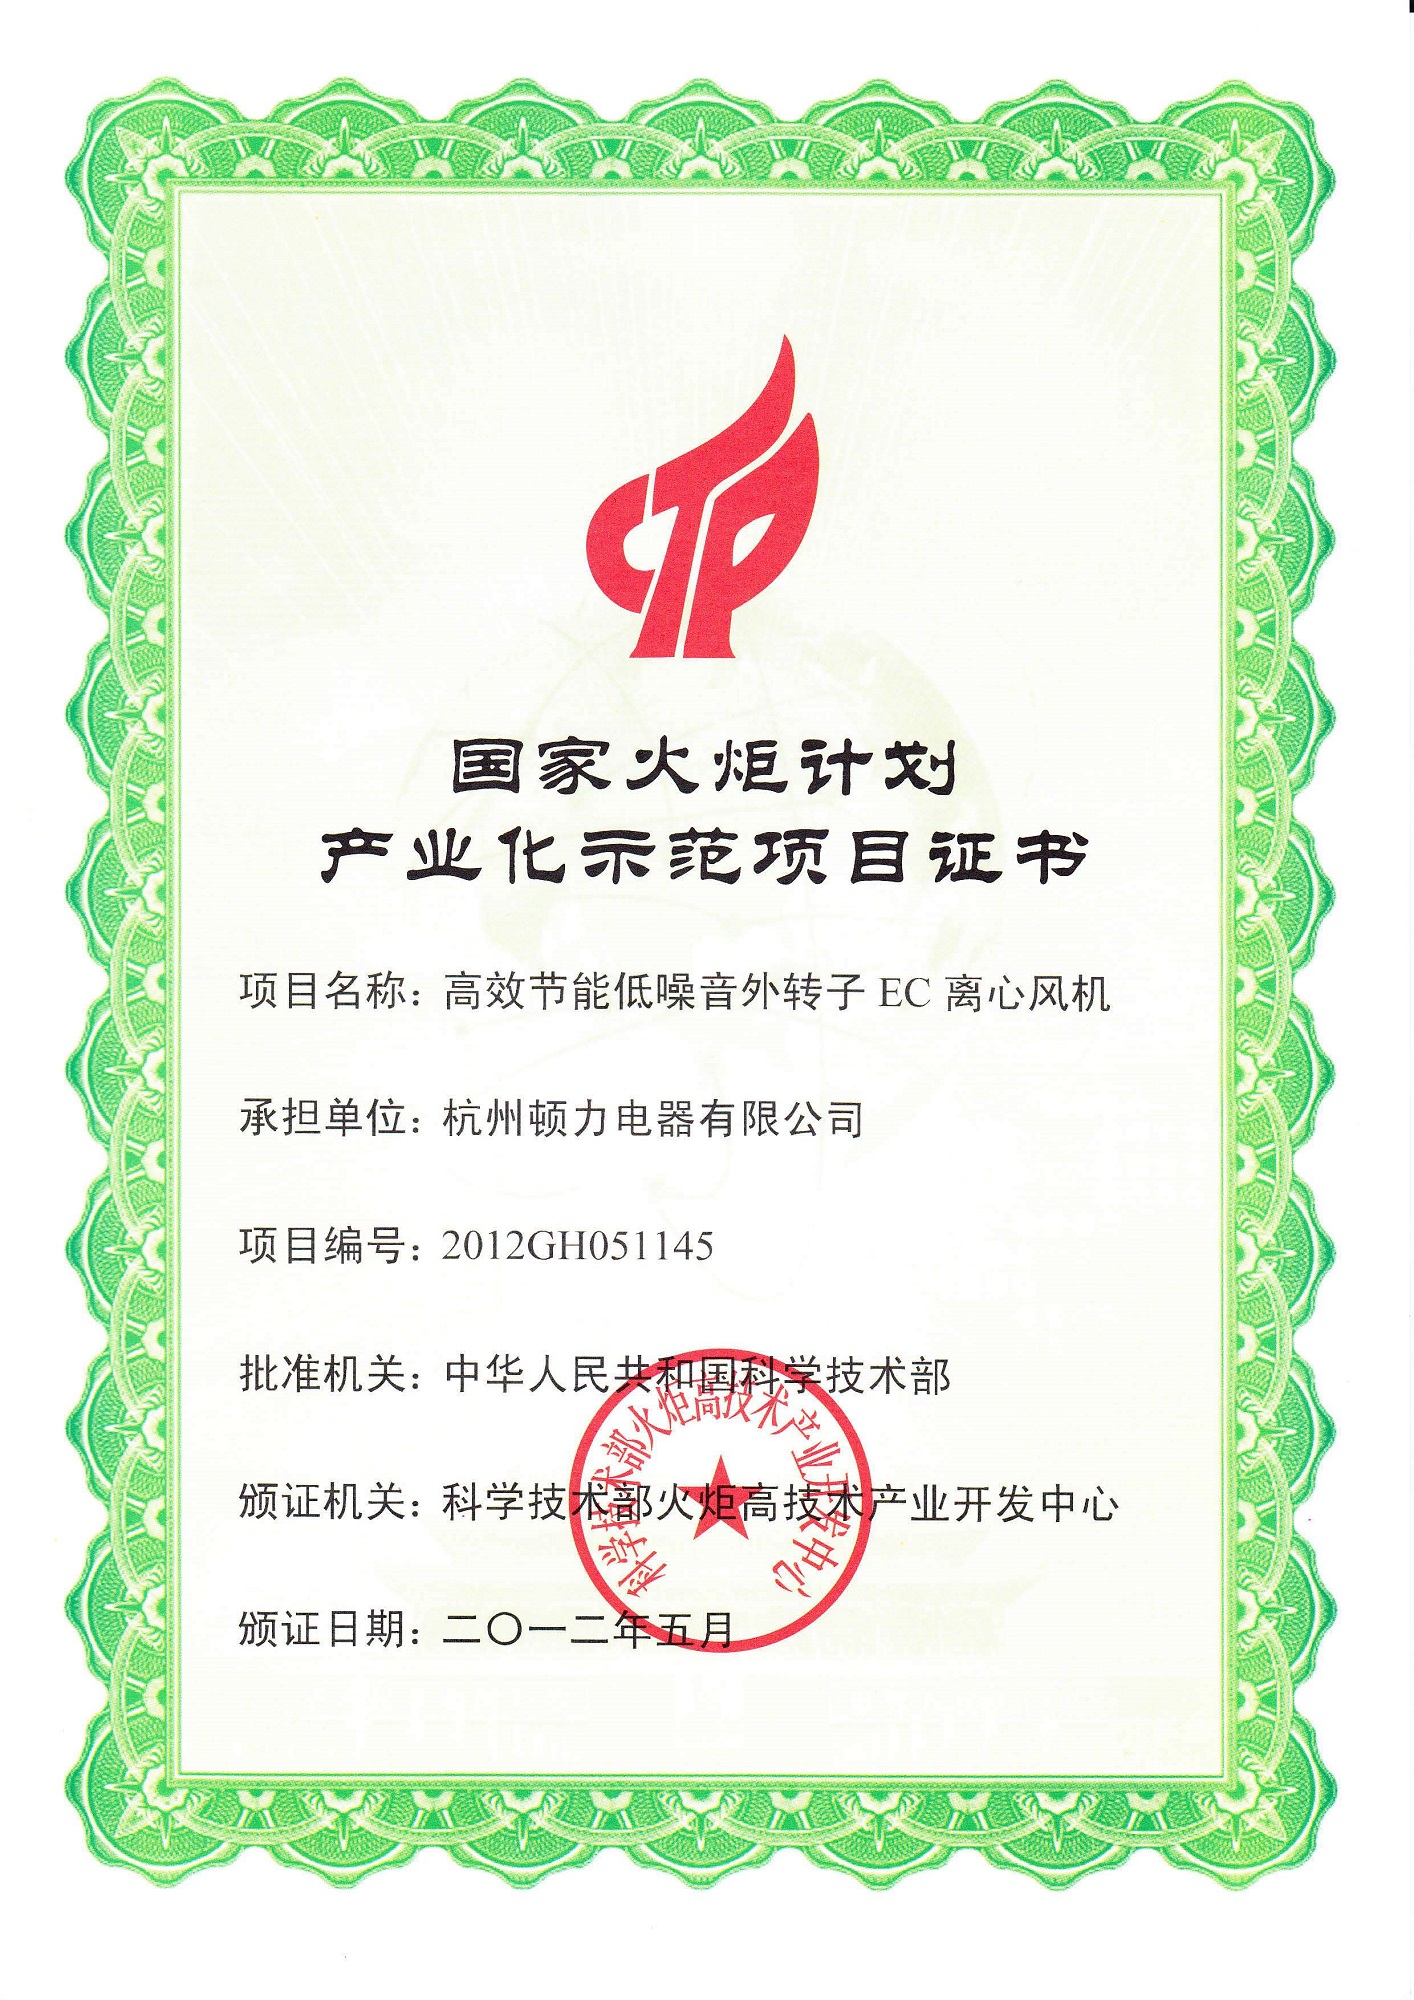 国家火炬计划
产业化示范项目证书
项目名称：高效节能低噪音外转子 EC 离心风机
承担单位：杭州顿力电器有限公司
项目编号：2012GH051145
批准机关：中华人民共和国科学技术部
颁证机关：科学技术部火炬高技术产业开发中心
颁证日期：二〇一二年五月
科学技术部火炬高技术产业开发中心